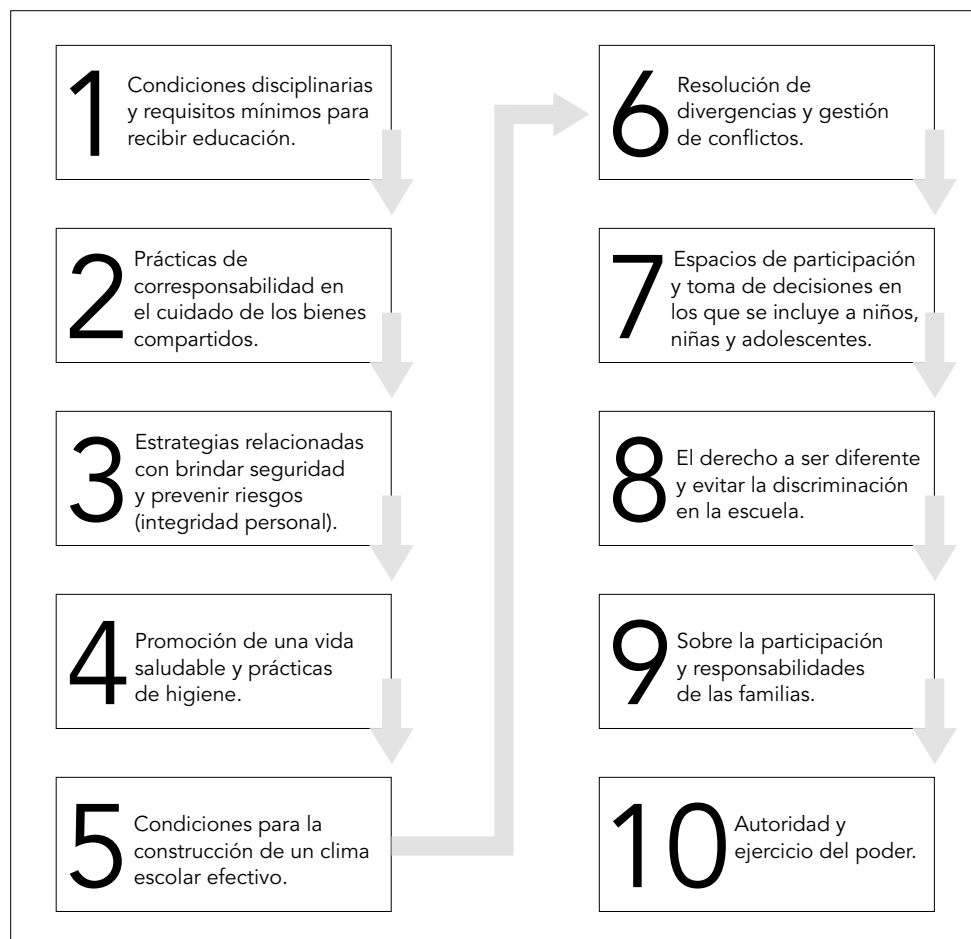 1
Condiciones disciplinarias
y requisitos mínimos para
recibir educación.
2
Prácticas de
corresponsabilidad en
el cuidado de los bienes
compartidos.
3
Estrategias relacionadas
con brindar seguridad
y prevenir riesgos
(integridad personal).
4
Promoción de una vida
saludable y prácticas
de higiene.
5
Condiciones para la
construcción de un clima
escolar efectivo.
6
Resolución de
divergencias y gestión
de conflictos.
7
Espacios de participación
y toma de decisiones en
los que se incluye a niños,
niñas y adolescentes.
8
El derecho a ser diferente
y evitar la discriminación
en la escuela.
9
Sobre la participación
y responsabilidades
de las familias.
10
Autoridad y
ejercicio del poder.